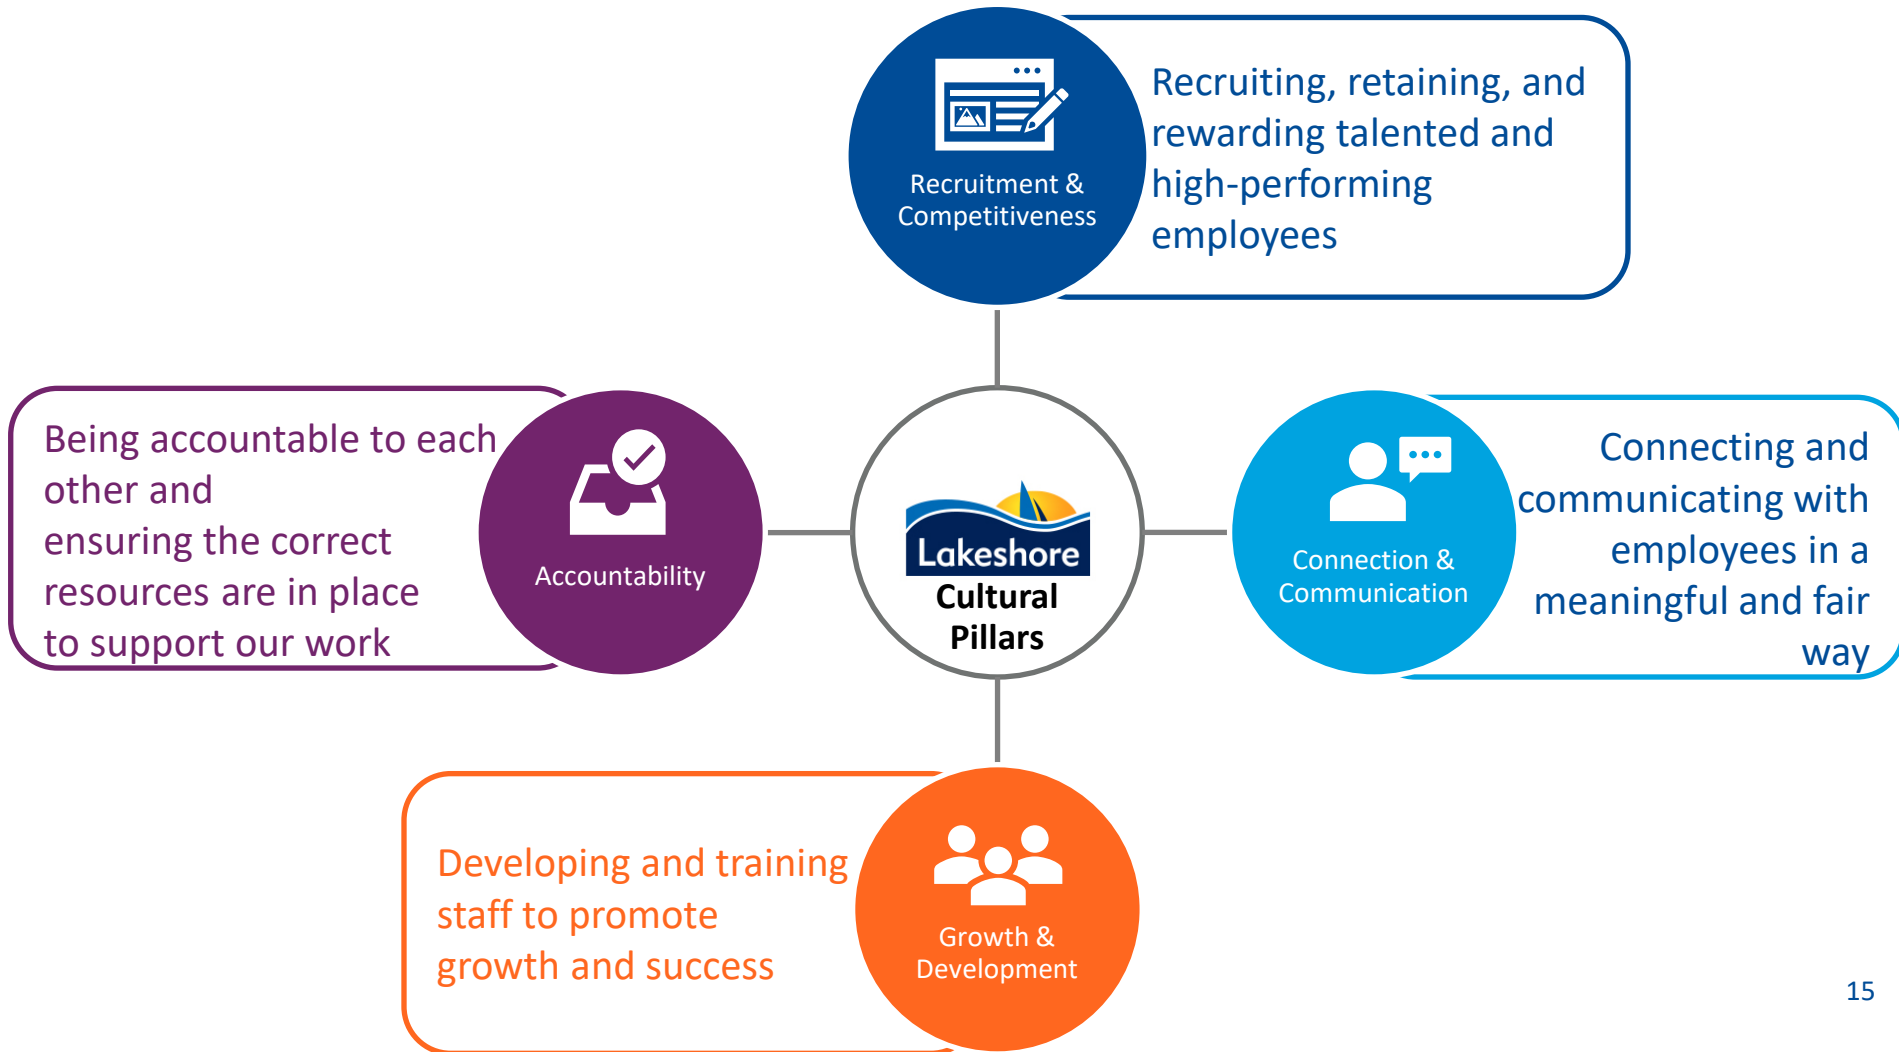 Recruitment &
Competitiveness
Recruiting, retaining, and
rewarding talented and
high-performing
employees
Being accountable to each
other and
ensuring the correct
resources are in place
to support our work
Accountability
Lakeshore
Cultural
Pillars
Connection &
Communication
Connecting and
communicating with
employees in a
meaningful and fair
way
Developing and training
staff to promote
growth and success
Growth &
Development
15